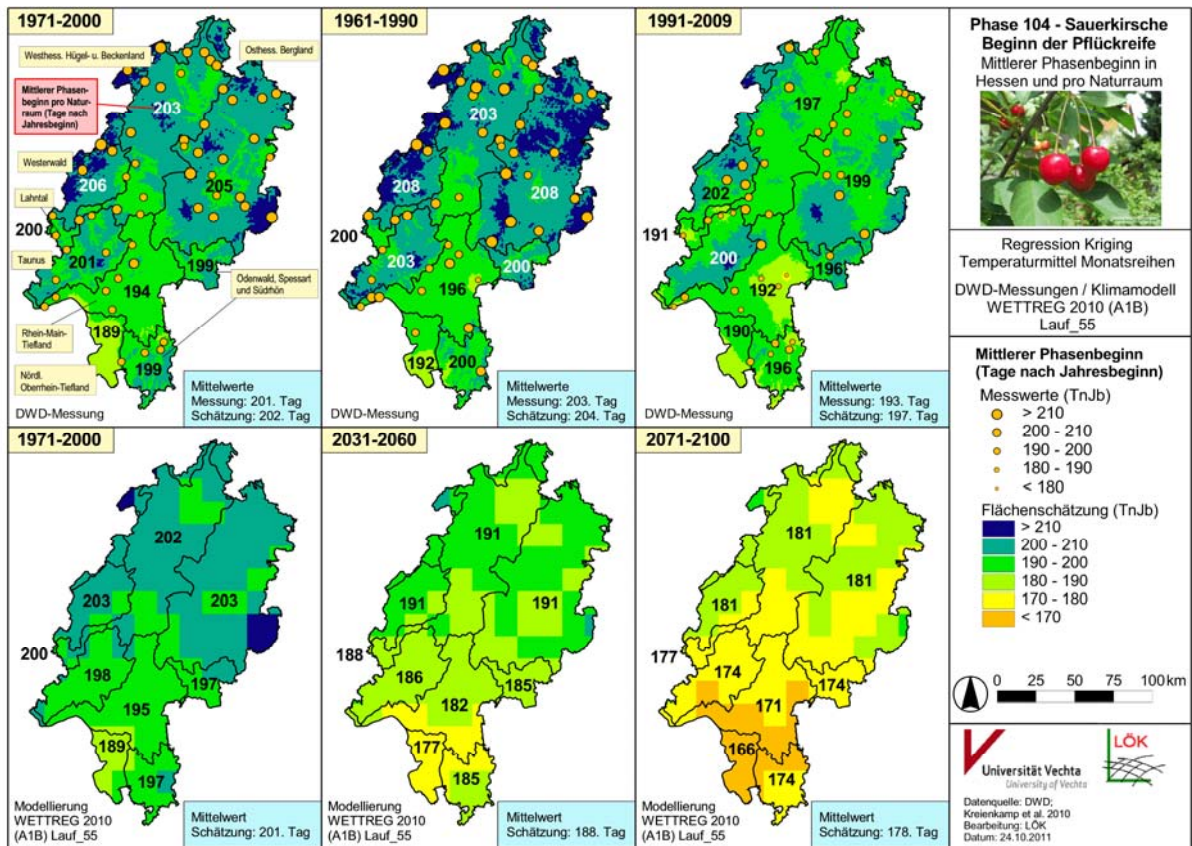 1971-2000
Westhess. Hügel- u. Beckenland
Osthess. Bergland
Mittlerer Phasen-
beginn pro Natur-
raum (Tage nach
Jahresbeginn)
203
Westerwald
206
205
Lahntal
200
Taunus
201
199
194
Odenwald, Spessart
und Südrhön
Rhein-Main-
Tiefland
189
Nördl.
Oberrhein-Tiefland
199
DWD-Messung
Mittelwerte
Messung: 201. Tag
Schätzung: 202. Tag
1961-1990
203
208
208
200
203
200
196
192
200
DWD-Messung
Mittelwerte
Messung: 203. Tag
Schätzung: 204. Tag
1991-2009
197
202
199
191
200
196
192
190
196
DWD-Messung
Mittelwerte
Messung: 193. Tag
Schätzung: 197. Tag
1971-2000
202
203
203
200
198
197
195
189
197
Modellierung
WETTREG 2010
(A1B) Lauf_55
Mittelwert
Schätzung: 201. Tag
2031-2060
191
191
191
188
186
185
182
177
185
Modellierung
WETTREG 2010
(A1B) Lauf_55
Mittelwert
Schätzung: 188. Tag
2071-2100
181
181
181
177
174
174
171
166
174
Modellierung
WETTREG 2010
(A1B) Lauf_55
Mittelwert
Schätzung: 178. Tag
Phase 104 - Sauerkirsche
Beginn der Pflückreife
Mittlerer Phasenbeginn in
Hessen und pro Naturraum
Regression Kriging
Temperaturmittel Monatsreihen
DWD-Messungen / Klimamodell
WETTREG 2010 (A1B)
Lauf_55
Mittlerer Phasenbeginn
(Tage nach Jahresbeginn)
Messwerte (TnJb)
> 210
200 - 210
190 - 200
180 - 190
< 180
Flächenschätzung (TnJb)
> 210
200 - 210
190 - 200
180 - 190
170 - 180
< 170
0 25 50 75 100 km
Universität Vechta
University of Vechta
LÖK
Datenquelle: DWD;
Kreienkamp et al. 2010
Bearbeitung: LÖK
Datum: 24.10.2011